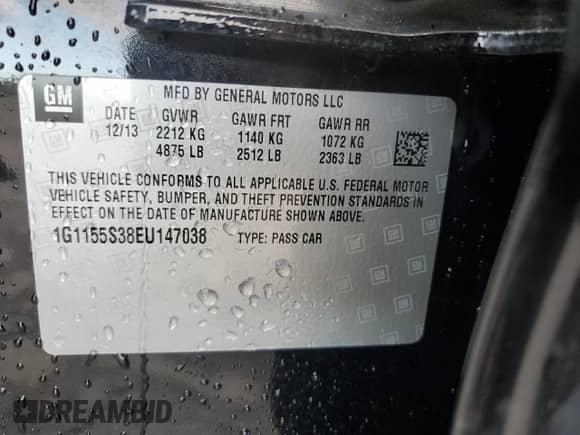 GM
MFD BY GENERAL MOTORS LLC
DATE GVWR GAWR FRT GAWR RR
12/13 2212 KG 1140 KG 1072 KG
4875 LB 2512 LB 2363 LB
THIS VEHICLE CONFORMS TO ALL APPLICABLE U.S. FEDERAL MOTOR
VEHICLE SAFETY, BUMPER, AND THEFT PREVENTION STANDARDS IN
EFFECT ON THE DATE OF MANUFACTURE SHOWN ABOVE.
1G1155S38EU147038 TYPE: PASS CAR
DREAMBID